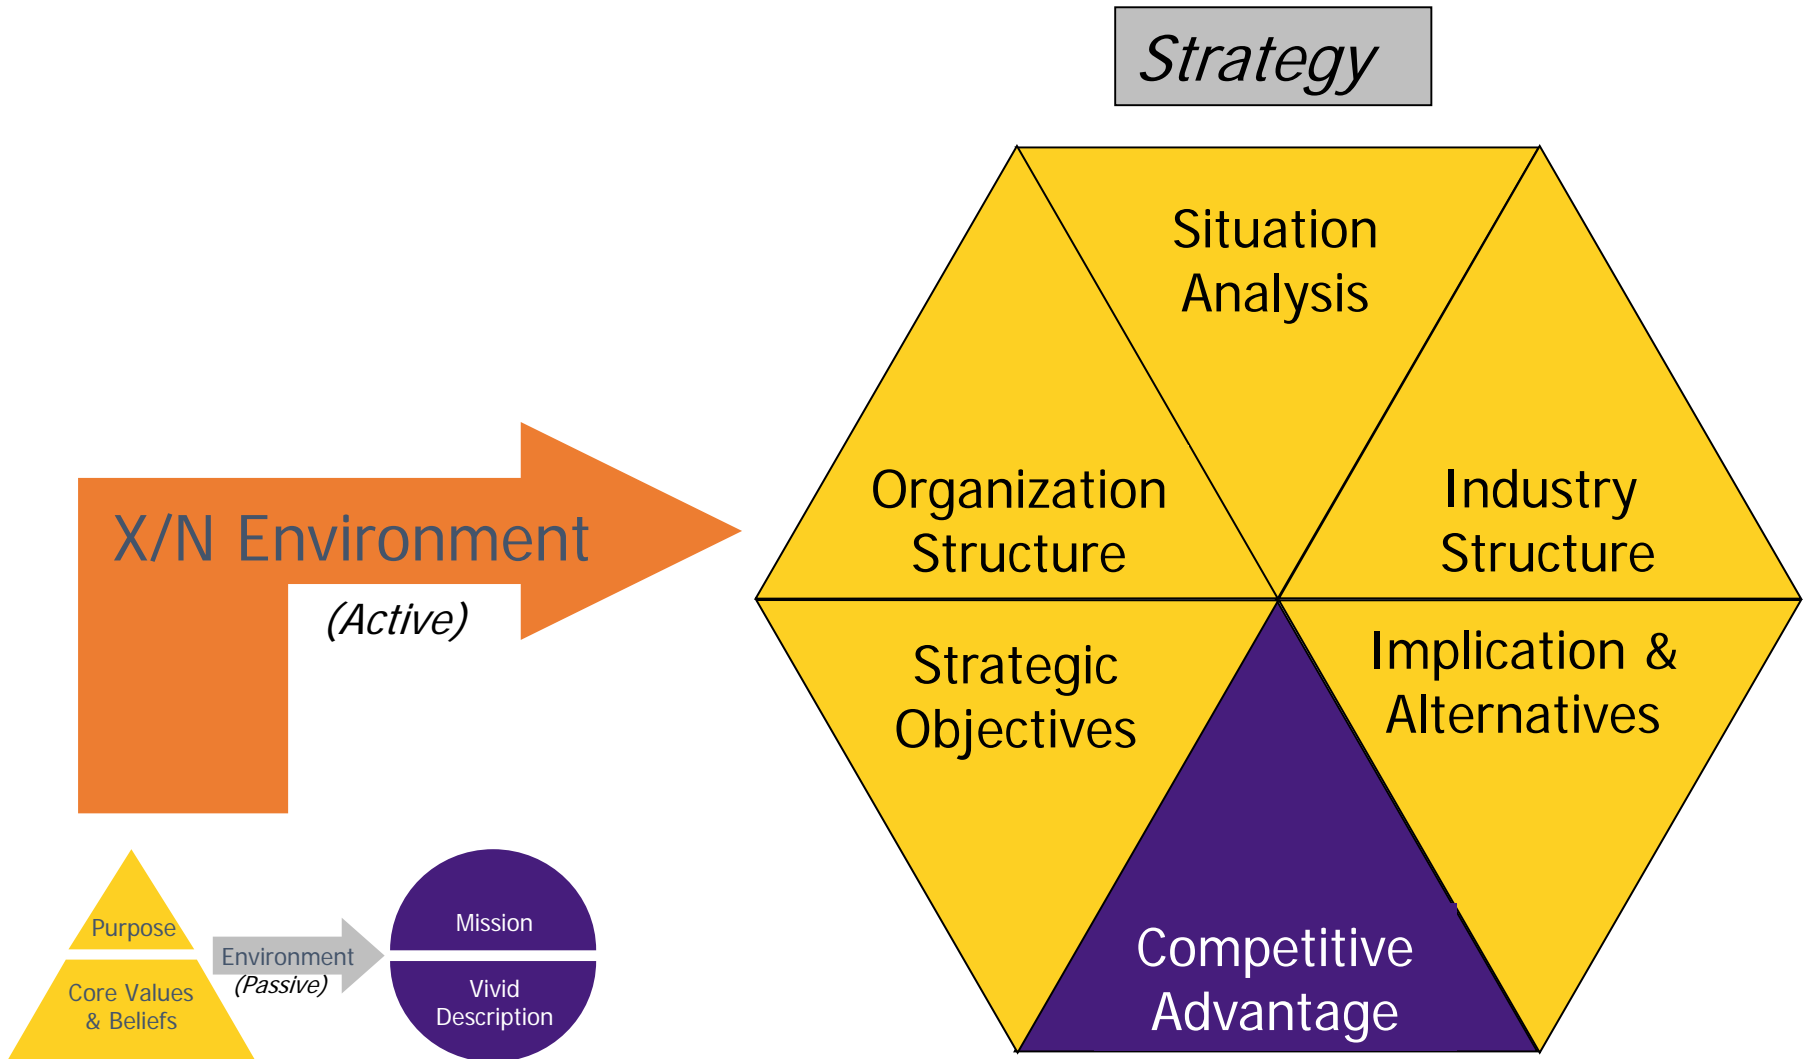 Strategy
Situation
Analysis
Organization
Structure
Industry
Structure
X/N Environment
(Active)
Strategic
Objectives
Implication &
Alternatives
Competitive
Advantage
Purpose
Core Values
& Beliefs
Environment
(Passive)
Mission
Vivid
Description